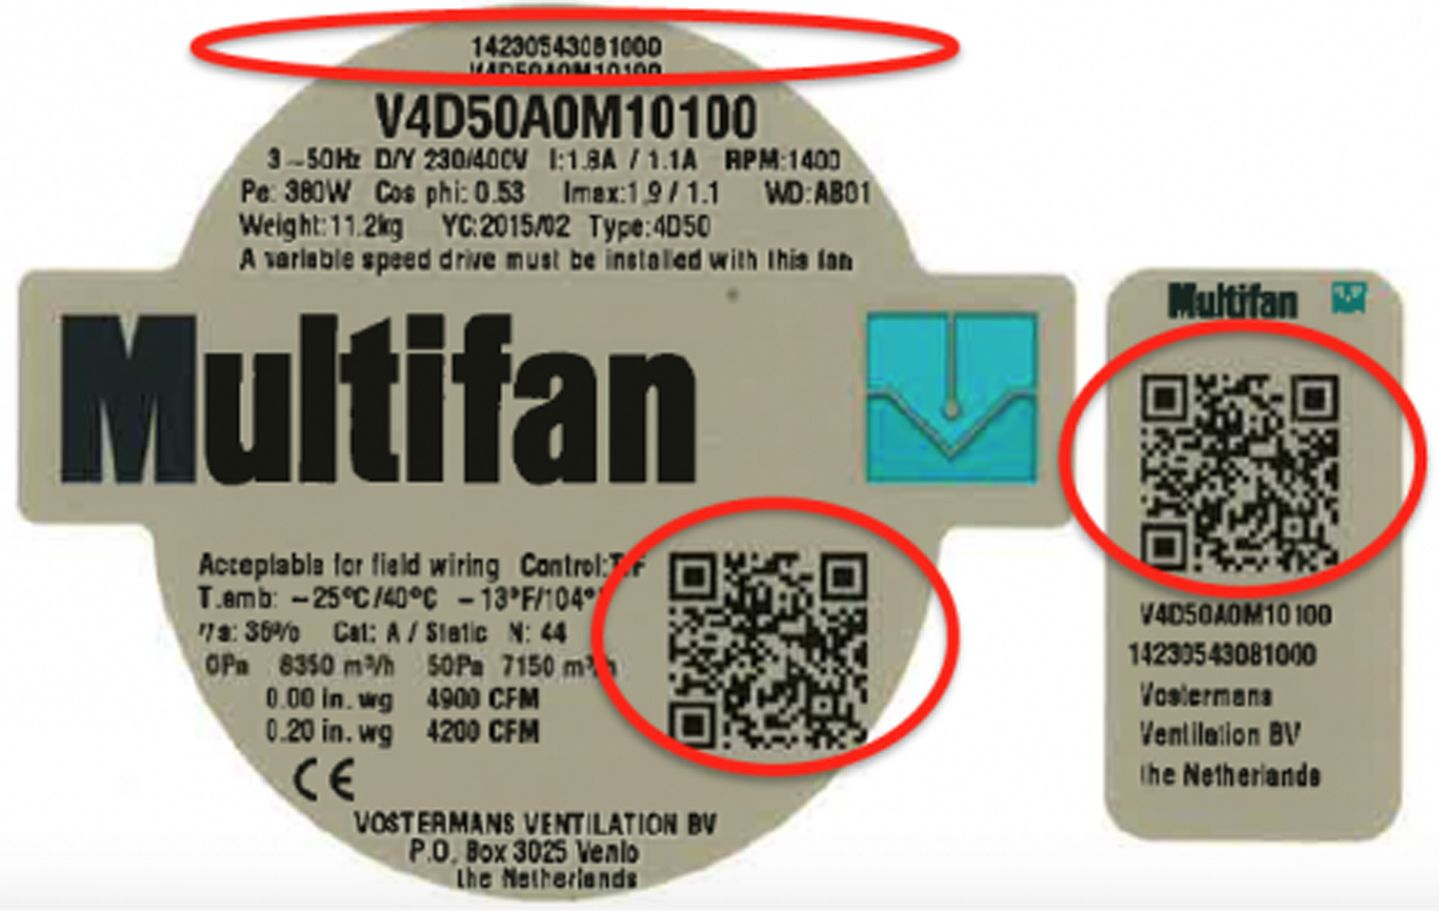 14230543081000
V4D50A0M10100
V4D50A0M10100
3~50Hz D/Y 230/400V I:1.8A / 1.1A RPM:1400
Pe: 380W Cos phi: 0.53 Imax:1.9 / 1.1 WD:AB01
Weight:11.2kg YC:2015/02 Type:4D50
A variable speed drive must be installed with this fan
Multifan
Acceptable for field wiring Control:
T.amb: -25°C/40°C -13°F/104°
ηa: 36% Cat: A / Static N: 44
0Pa 8350 m³/h 50Pa 7150 m³/h
0.00 in. wg 4900 CFM
0.20 in. wg 4200 CFM
CE
VOSTERMANS VENTILATION BV
P.O. Box 3025 Venlo
the Netherlands
Multifan
V4D50A0M10100
14230543081000
Vostermans
Ventilation BV
the Netherlands